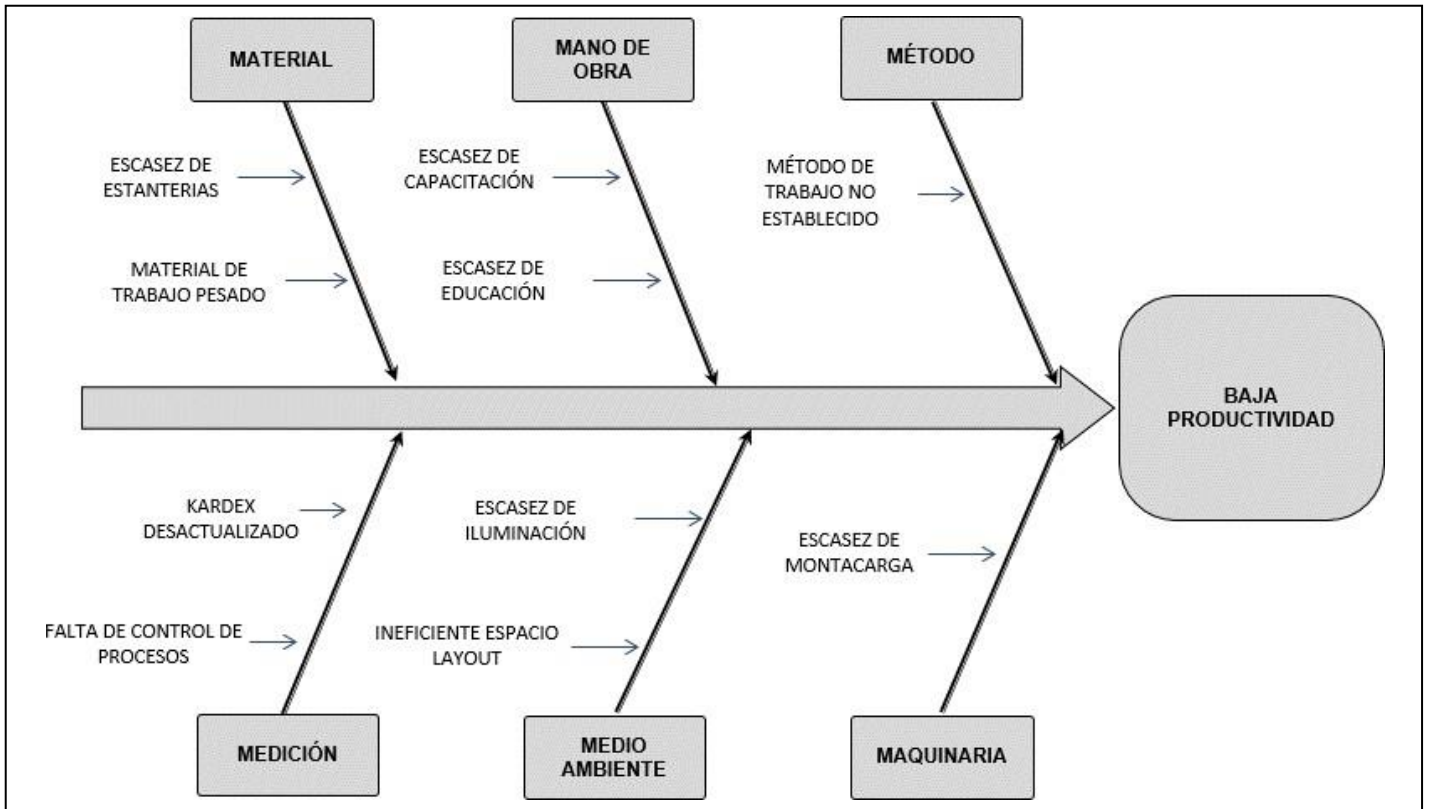 MATERIAL
MANO DE
OBRA
MÉTODO
ESCASEZ DE
ESTANTERIAS
ESCASEZ DE
CAPACITACIÓN
MÉTODO DE
TRABAJO NO
ESTABLECIDO
MATERIAL DE
TRABAJO PESADO
ESCASEZ DE
EDUCACIÓN
BAJA
PRODUCTIVIDAD
KARDEX
DESACTUALIZADO
ESCASEZ DE
ILUMINACIÓN
ESCASEZ DE
MONTACARGA
FALTA DE CONTROL DE
PROCESOS
INEFICIENTE ESPACIO
LAYOUT
MEDICIÓN
MEDIO
AMBIENTE
MAQUINARIA